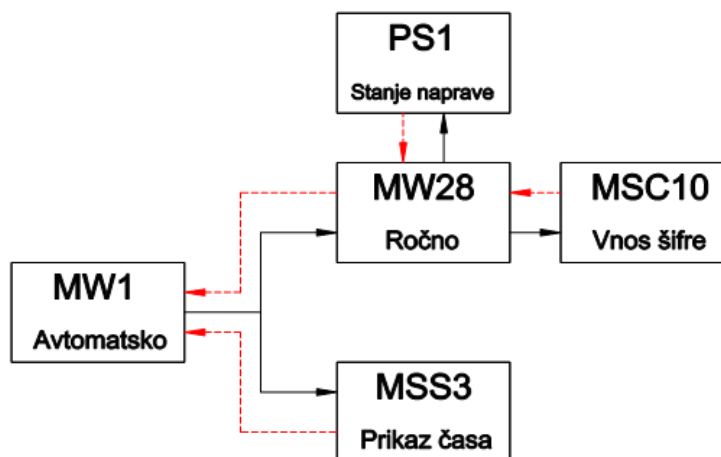 PS1
Stanje naprave
MW28
Ročno
MSC10
Vnos šifre
MW1
Avtomatsko
MSS3
Prikaz časa